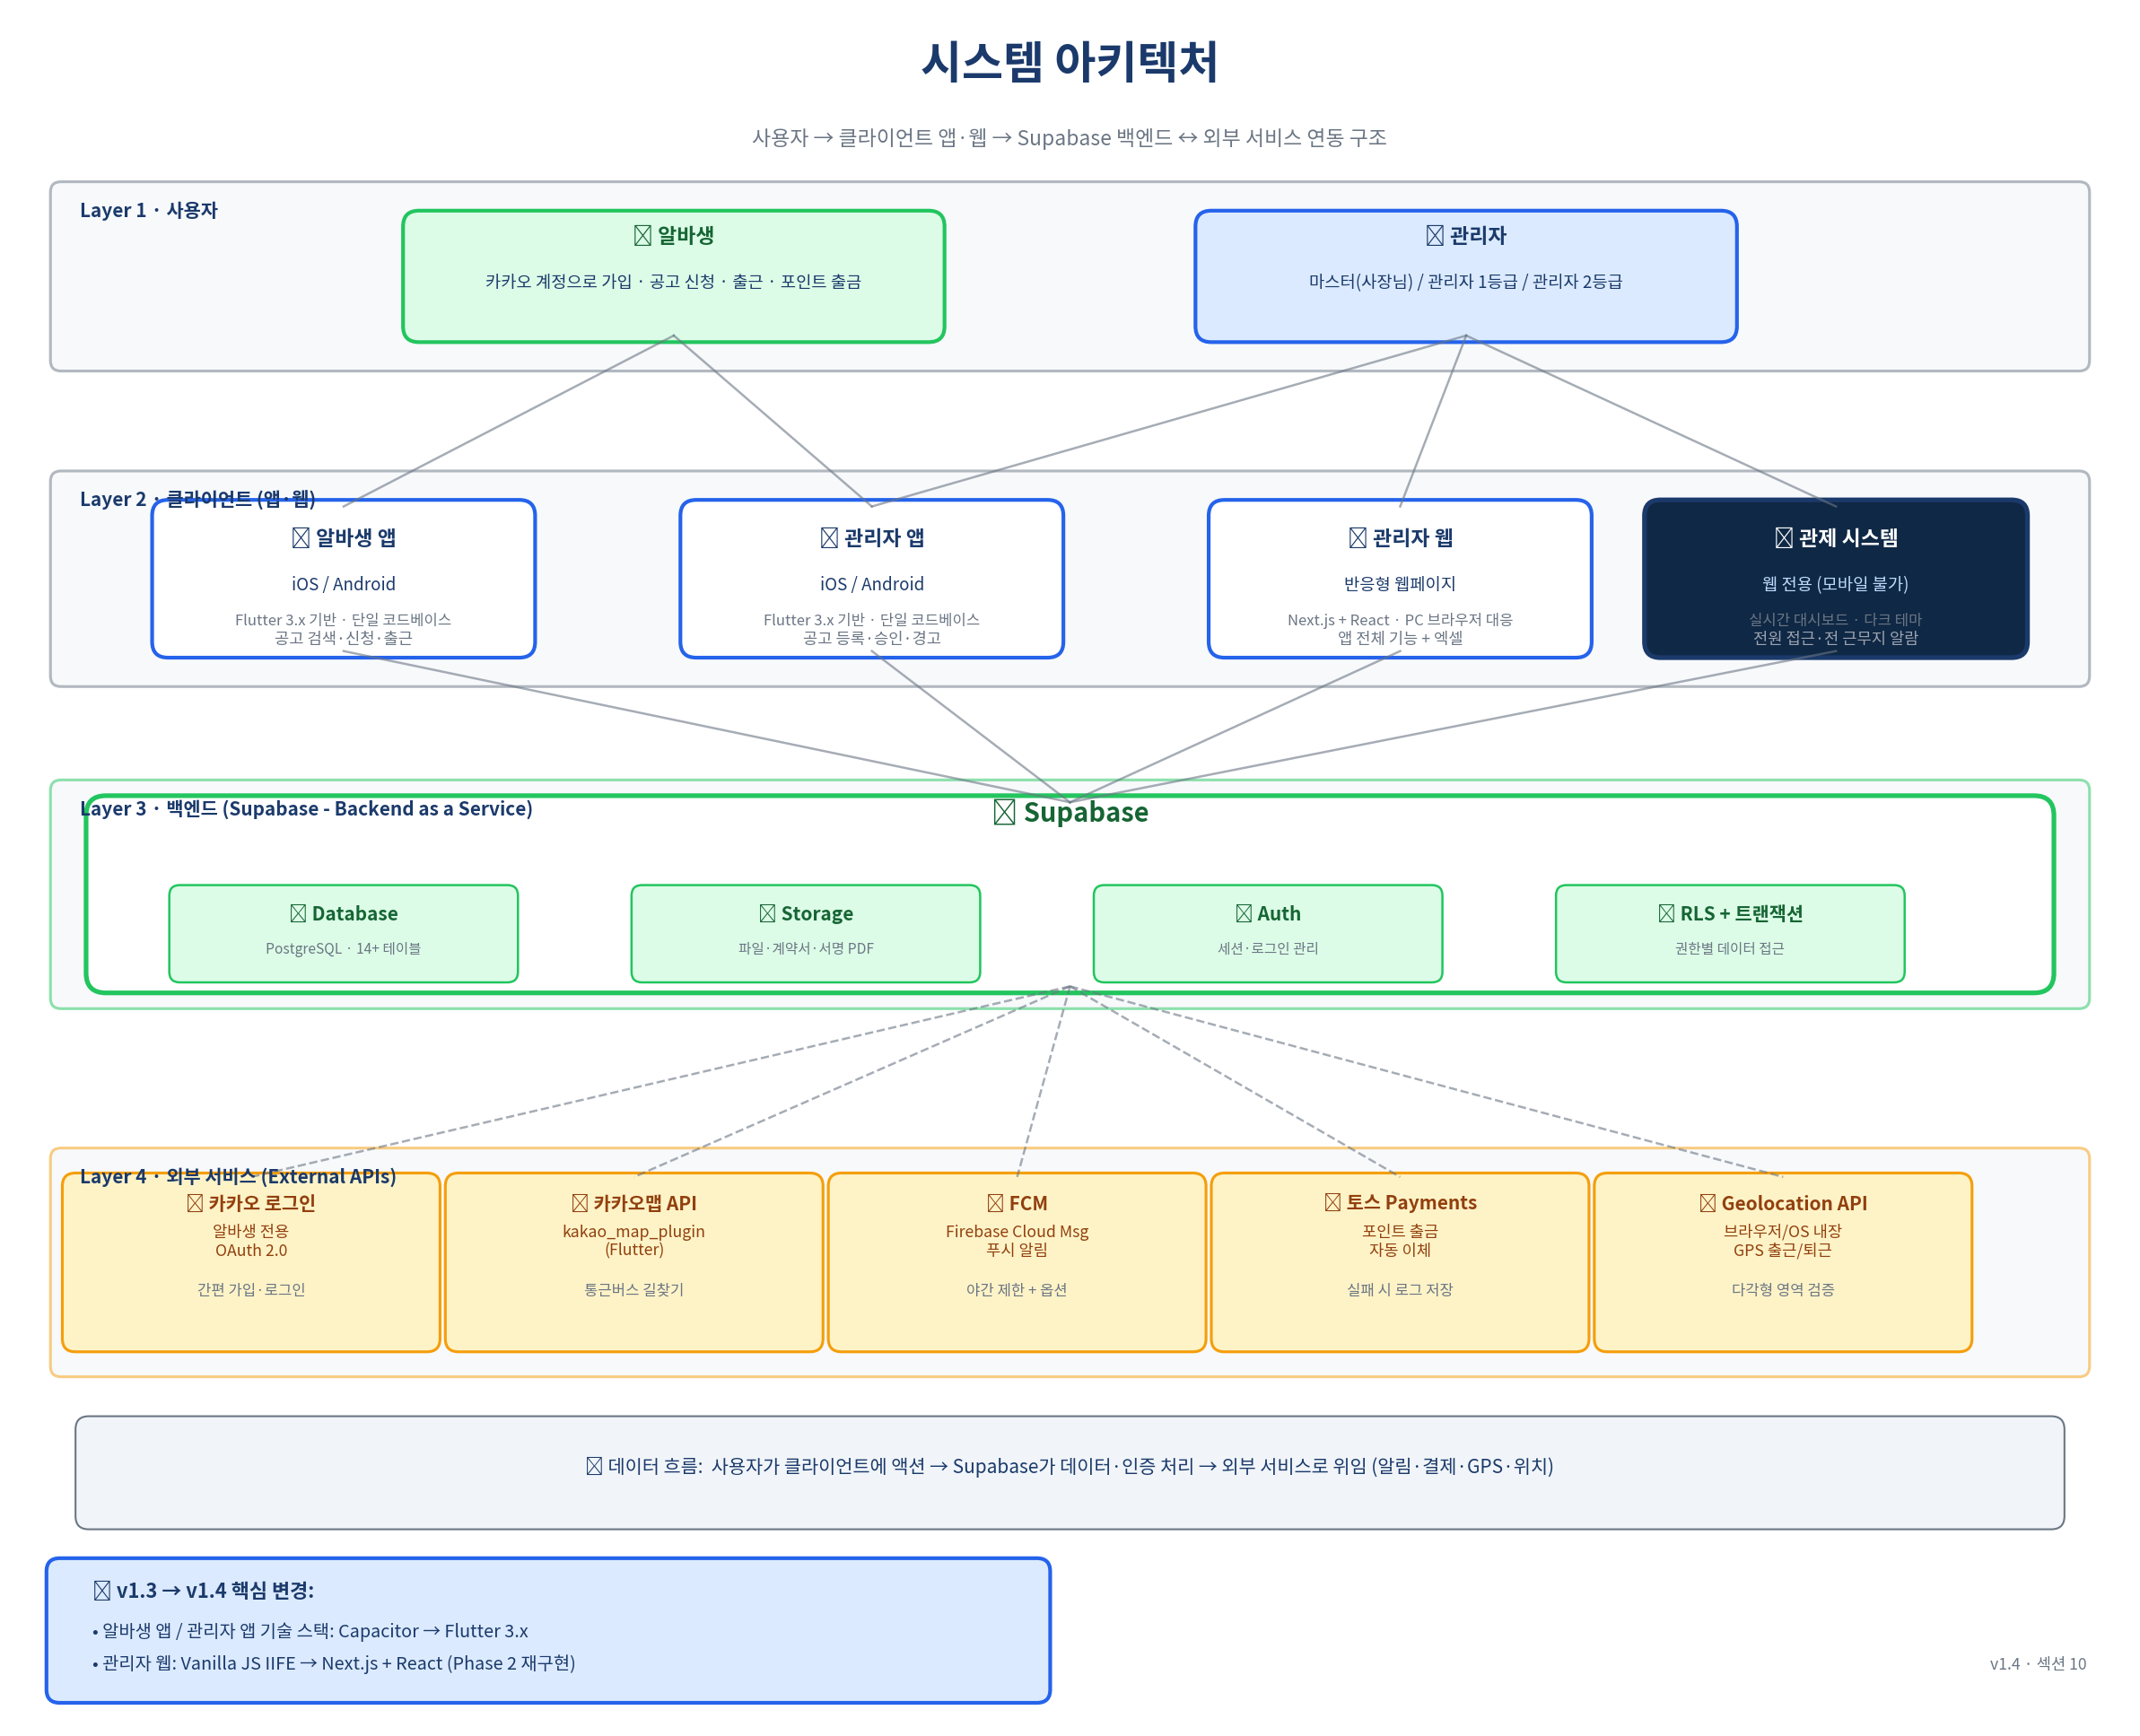 시스템 아키텍처
사용자 → 클라이언트 앱·웹 → Supabase 백엔드 ↔ 외부 서비스 연동 구조
Layer 1 · 사용자
알바생
카카오 계정으로 가입 · 공고 신청 · 출근 · 포인트 출금
관리자
마스터(사장님) / 관리자 1등급 / 관리자 2등급
Layer 2 · 클라이언트 (앱·웹)
알바생 앱
iOS / Android
Flutter 3.x 기반 · 단일 코드베이스
공고 검색·신청·출근
관리자 앱
iOS / Android
Flutter 3.x 기반 · 단일 코드베이스
공고 등록·승인·경고
관리자 웹
반응형 웹페이지
Next.js + React · PC 브라우저 대응
앱 전체 기능 + 엑셀
관제 시스템
웹 전용 (모바일 불가)
실시간 대시보드 · 다크 테마
전원 접근·전 근무지 알람
Layer 3 · 백엔드 (Supabase - Backend as a Service)
Supabase
Database
PostgreSQL · 14+ 테이블
Storage
파일·계약서·서명 PDF
Auth
세션·로그인 관리
RLS + 트랜잭션
권한별 데이터 접근
Layer 4 · 외부 서비스 (External APIs)
카카오 로그인
알바생 전용
OAuth 2.0
간편 가입·로그인
카카오맵 API
kakao_map_plugin
(Flutter)
통근버스 길찾기
FCM
Firebase Cloud Msg
푸시 알림
야간 제한 + 옵션
토스 Payments
포인트 출금
자동 이체
실패 시 로그 저장
Geolocation API
브라우저/OS 내장
GPS 출근/퇴근
다각형 영역 검증
데이터 흐름: 사용자가 클라이언트에 액션 → Supabase가 데이터·인증 처리 → 외부 서비스로 위임 (알림·결제·GPS·위치)
v1.3 → v1.4 핵심 변경:
• 알바생 앱 / 관리자 앱 기술 스택: Capacitor → Flutter 3.x
• 관리자 웹: Vanilla JS IIFE → Next.js + React (Phase 2 재구현)
v1.4 · 섹션 10